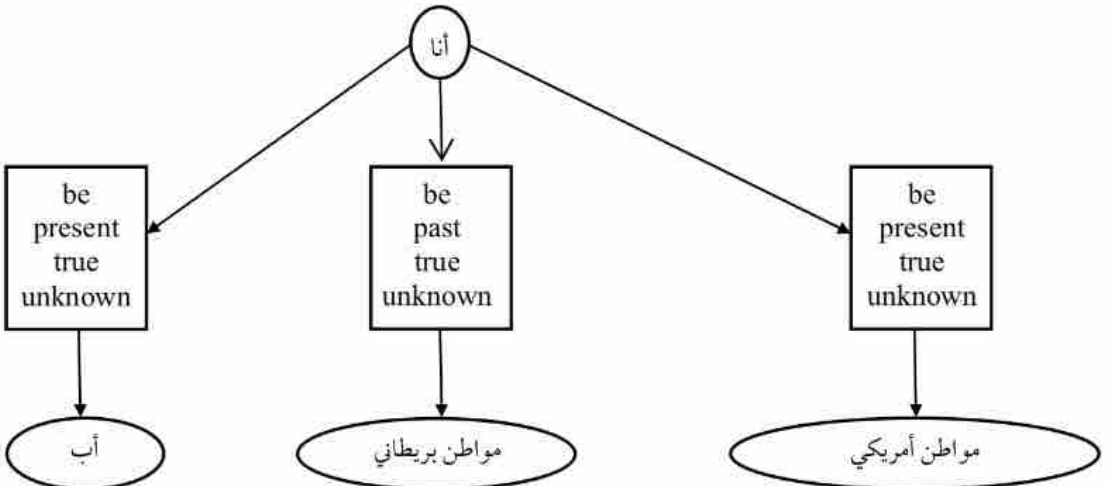 أنا
be
present
true
unknown
be
past
true
unknown
be
present
true
unknown
أب
مواطن بريطاني
مواطن أمريكي